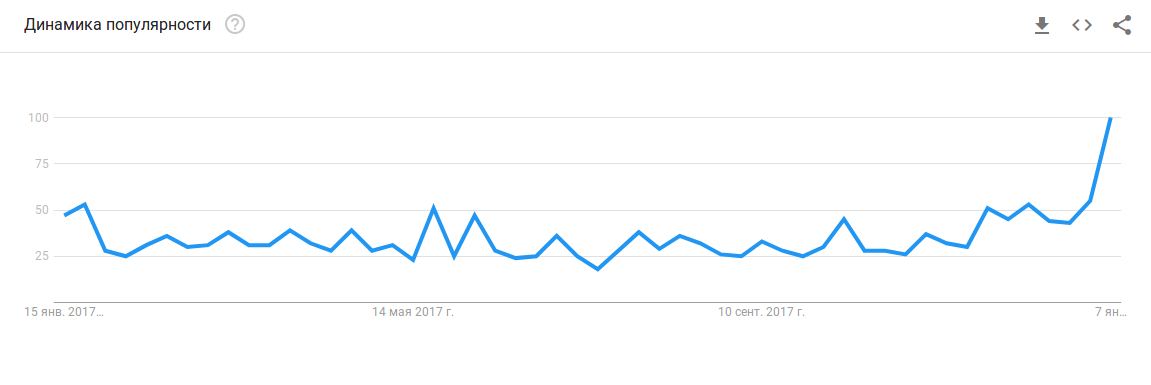 Динамика популярности
100
75
50
25
15 янв. 2017…
14 мая 2017 г.
10 сент. 2017 г.
7 ян…